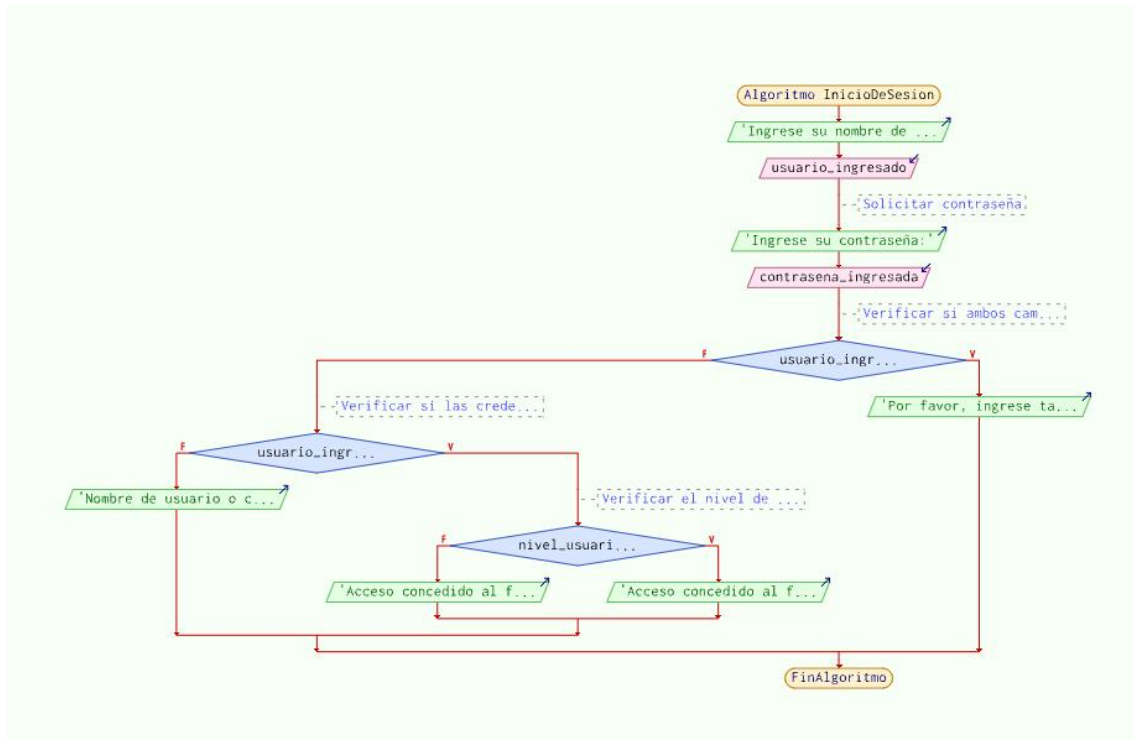 Algoritmo InicioDeSesion
'Ingrese su nombre de ...
usuario_ingresado
Solicitar contraseña
'Ingrese su contraseña:'
contrasena_ingresada
Verificar si ambos cam...
F
usuario_ingr...
V
'Por favor, ingrese ta...
Verificar si las crede...
F
usuario_ingr...
V
'Nombre de usuario o c...
Verificar el nivel de ...
F
nivel_usuari...
V
'Acceso concedido al f...
'Acceso concedido al f...
FinAlgoritmo